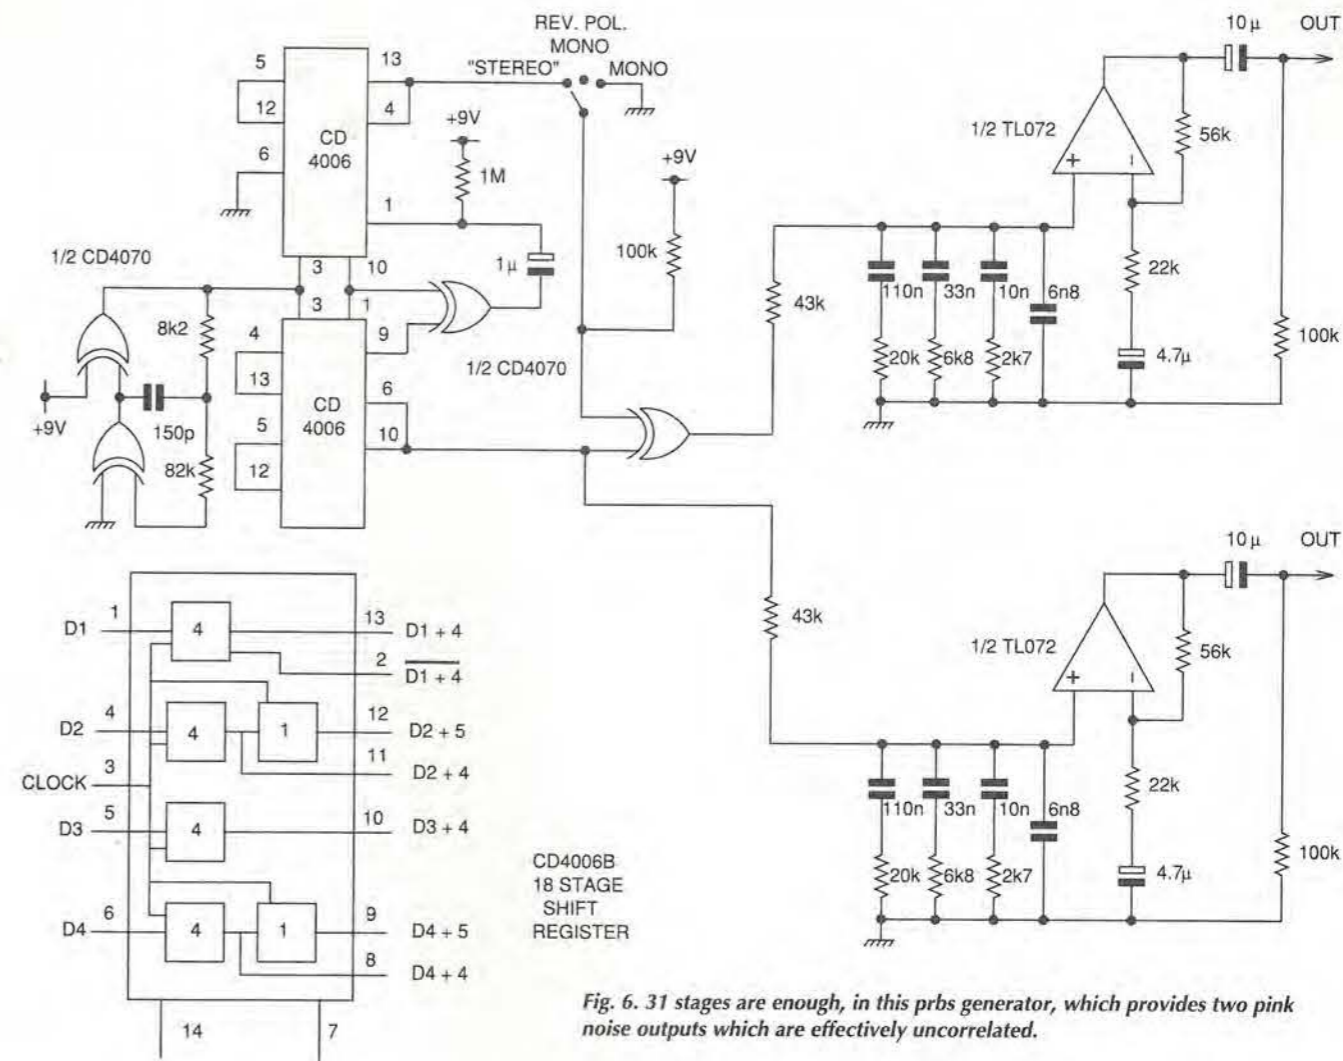 REV. POL.
MONO
"STEREO"
MONO
5
13
12
4
CD
4006
6
+9V
1M
1
+9V
100k
1/2 CD4070
3
10
1µ
3
1
8k2
4
9
13
1/2 CD4070
6
CD
4006
+9V
150p
5
10
82k
12
43k
10 µ
OUT
1/2 TL072
+
-
56k
110n
33n
10n
6n8
22k
100k
20k
6k8
2k7
4.7µ
43k
10 µ
OUT
1/2 TL072
+
-
56k
110n
33n
10n
6n8
22k
100k
20k
6k8
2k7
4.7µ
D1
1
4
13
D1 + 4
2
D1 + 4
D2
4
4
1
12
D2 + 5
11
D2 + 4
CLOCK
3
D3
5
4
10
D3 + 4
D4
6
4
1
9
D4 + 5
8
D4 + 4
14
7
CD4006B
18 STAGE
SHIFT
REGISTER
Fig. 6. 31 stages are enough, in this prbs generator, which provides two pink
noise outputs which are effectively uncorrelated.